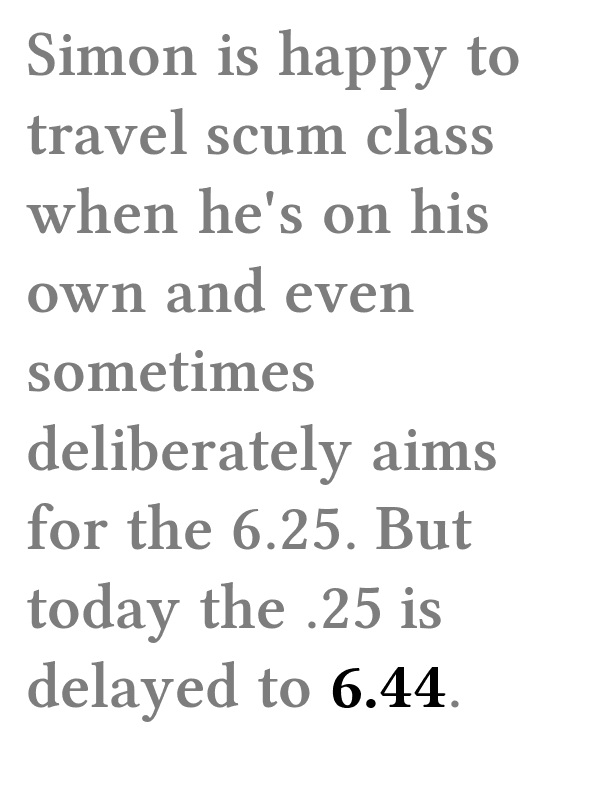 Simon is happy to
travel scum class
when he's on his
own and even
sometimes
deliberately aims
for the 6.25. But
today the .25 is
delayed to 6.44.